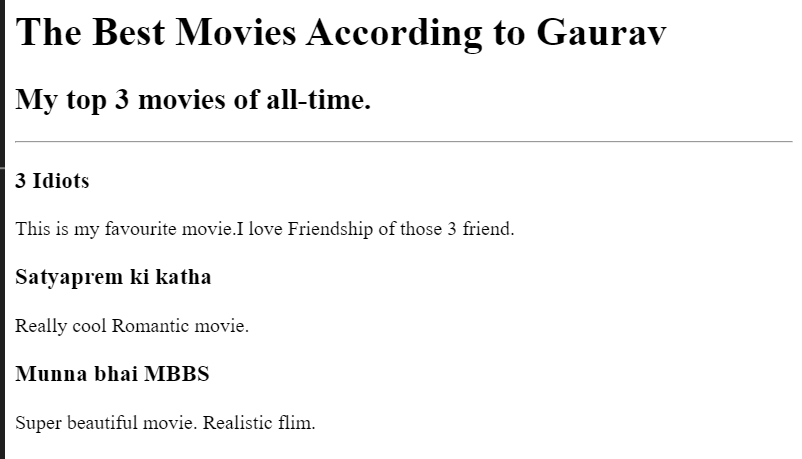 The Best Movies According to Gaurav
My top 3 movies of all-time.
3 Idiots
This is my favourite movie.I love Friendship of those 3 friend.
Satyaprem ki katha
Really cool Romantic movie.
Munna bhai MBBS
Super beautiful movie. Realistic flim.